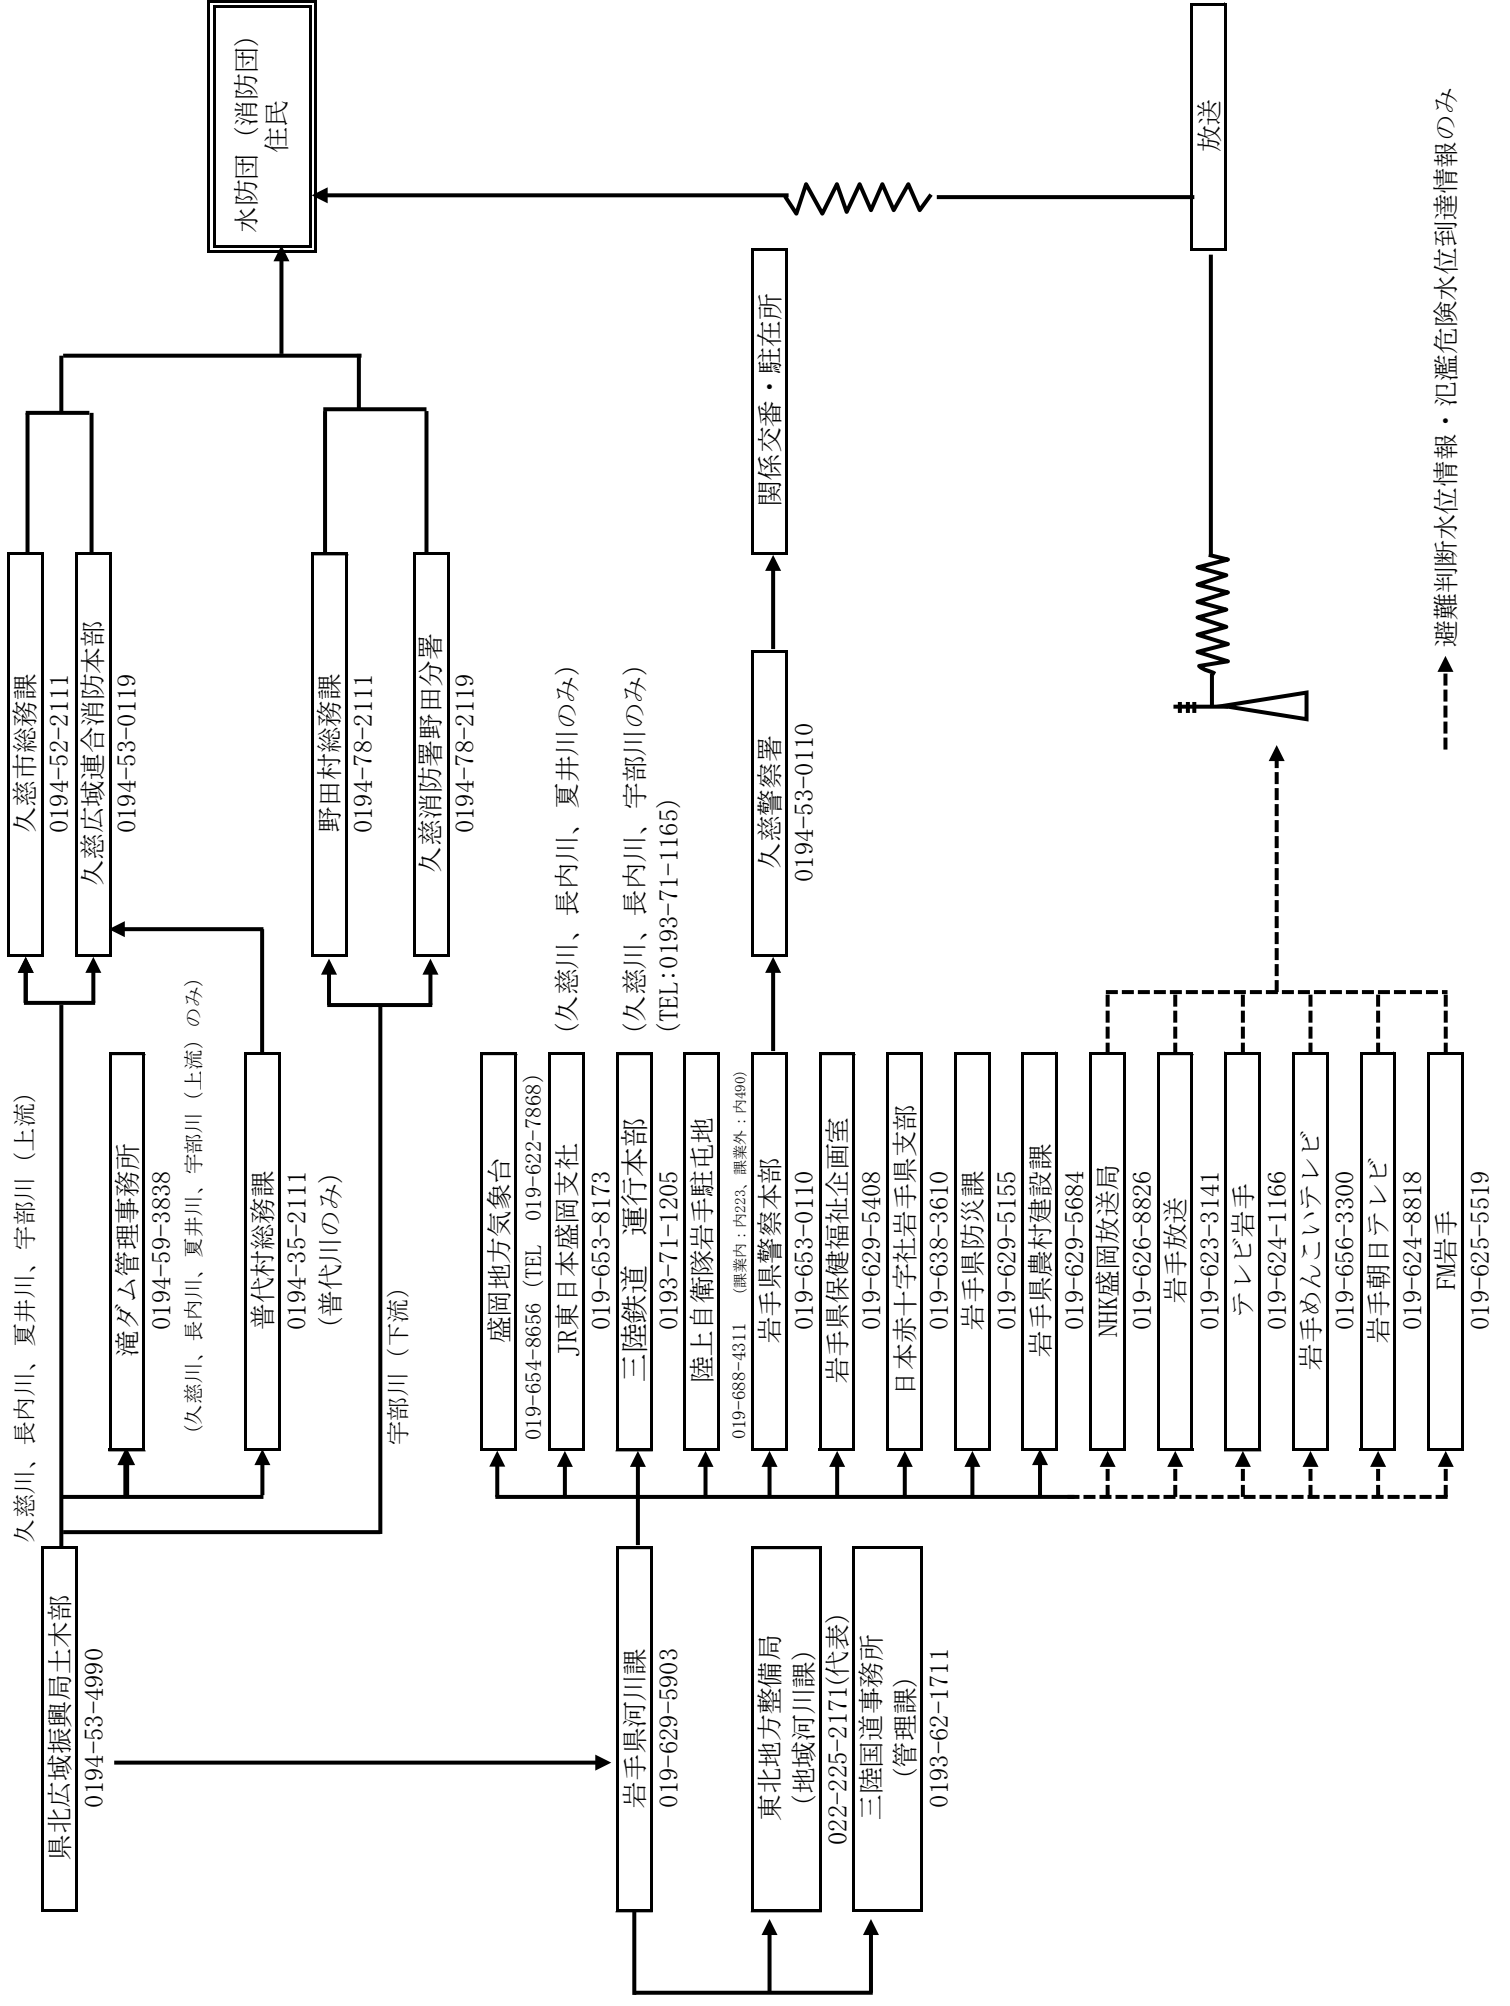 久慈川、長内川、夏井川、宇部川（上流）
県北広域振興局土木部
0194-53-4990
久慈市総務課
0194-52-2111
久慈広域連合消防本部
0194-53-0119
滝ダム管理事務所
0194-59-3838
(久慈川、長内川、夏井川、宇部川（上流）のみ)
普代村総務課
0194-35-2111
(普代川のみ)
宇部川（下流）
野田村総務課
0194-78-2111
久慈消防署野田分署
0194-78-2119
水防団（消防団）
住民
盛岡地方気象台
019-654-8656（TEL 019-622-7868)
JR東日本盛岡支社
(久慈川、長内川、夏井川のみ)
019-653-8173
三陸鉄道　運行本部
(久慈川、長内川、宇部川のみ)
0193-71-1205
(TEL:0193-71-1165)
陸上自衛隊岩手駐屯地
019-688-4311 （課業内：内223、課業外：内490)
岩手県河川課
019-629-5903
岩手県警察本部
019-653-0110
久慈警察署
0194-53-0110
関係交番・駐在所
岩手県保健福祉企画室
019-629-5408
日本赤十字社岩手県支部
019-638-3610
岩手県防災課
019-629-5155
岩手県農村建設課
019-629-5684
東北地方整備局
(地域河川課)
022-225-2171(代表)
三陸国道事務所
(管理課)
0193-62-1711
NHK盛岡放送局
019-626-8826
岩手放送
019-623-3141
テレビ岩手
019-624-1166
岩手めんこいテレビ
019-656-3300
岩手朝日テレビ
019-624-8818
FM岩手
019-625-5519
放送
避難判断水位情報・氾濫危険水位到達情報のみ